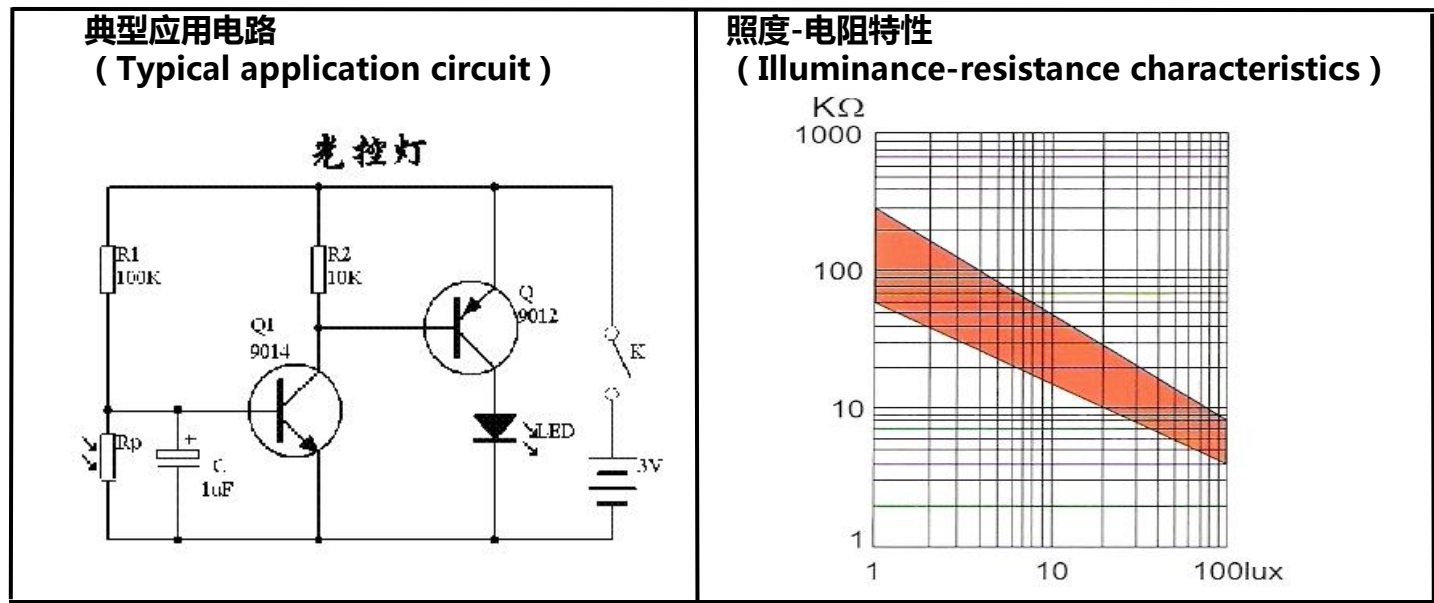 典型应用电路
（Typical application circuit）
光控灯
R1
100K
R2
10K
Q1
9014
Q
9012
K
Rp
+
C
1uF
LED
3V
照度-电阻特性
（Illuminance-resistance characteristics）
KΩ
1000
100
10
1
1
10
100lux